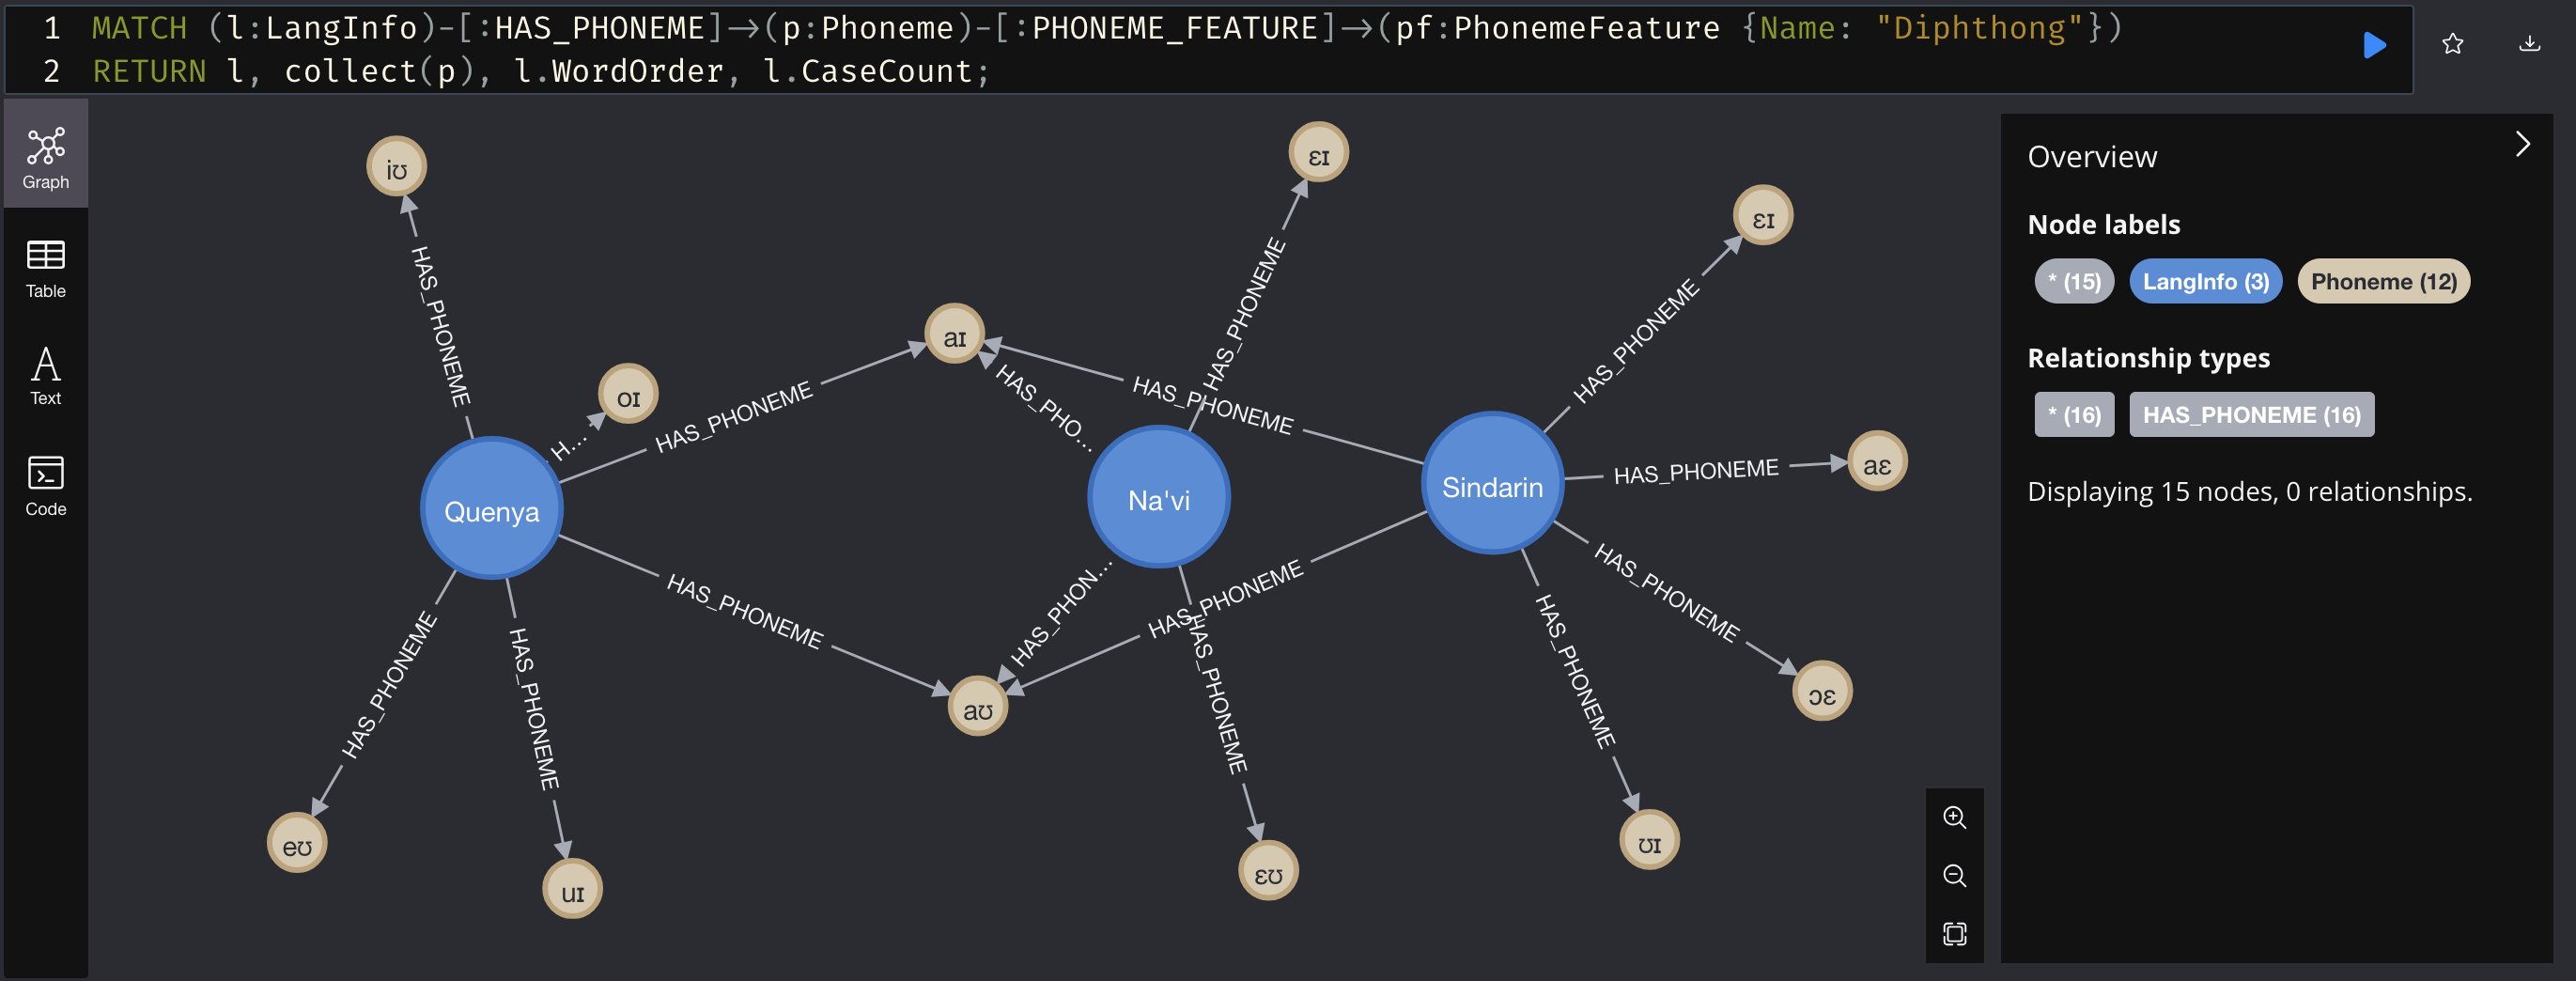 1 MATCH (l:LangInfo)-[:HAS_PHONEME]->(p:Phoneme)-[:PHONEME_FEATURE]->(pf:PhonemeFeature {Name: "Diphthong"})
2 RETURN l, collect(p), l.WordOrder, l.CaseCount;
Graph
Table
Text
Code
iʊ
ɛɪ
ɛɪ
aɪ
oɪ
aɛ
Quenya
Na'vi
Sindarin
ɔɛ
aʊ
eʊ
uɪ
ɛʊ
ʊɪ
HAS_PHONEME
H...
HAS_PHONEME
HAS_PHONEME
HAS_PHONEME
HAS_PHONEME
HAS_PHO...
HAS_PHONEME
HAS_PHON...
HAS_PHONEME
HAS_PHONEME
HAS_PHONEME
HAS_PHONEME
HAS_PHONEME
HAS_PHONEME
HAS_PHONEME
Overview
Node labels
* (15) LangInfo (3) Phoneme (12)
Relationship types
* (16) HAS_PHONEME (16)
Displaying 15 nodes, 0 relationships.